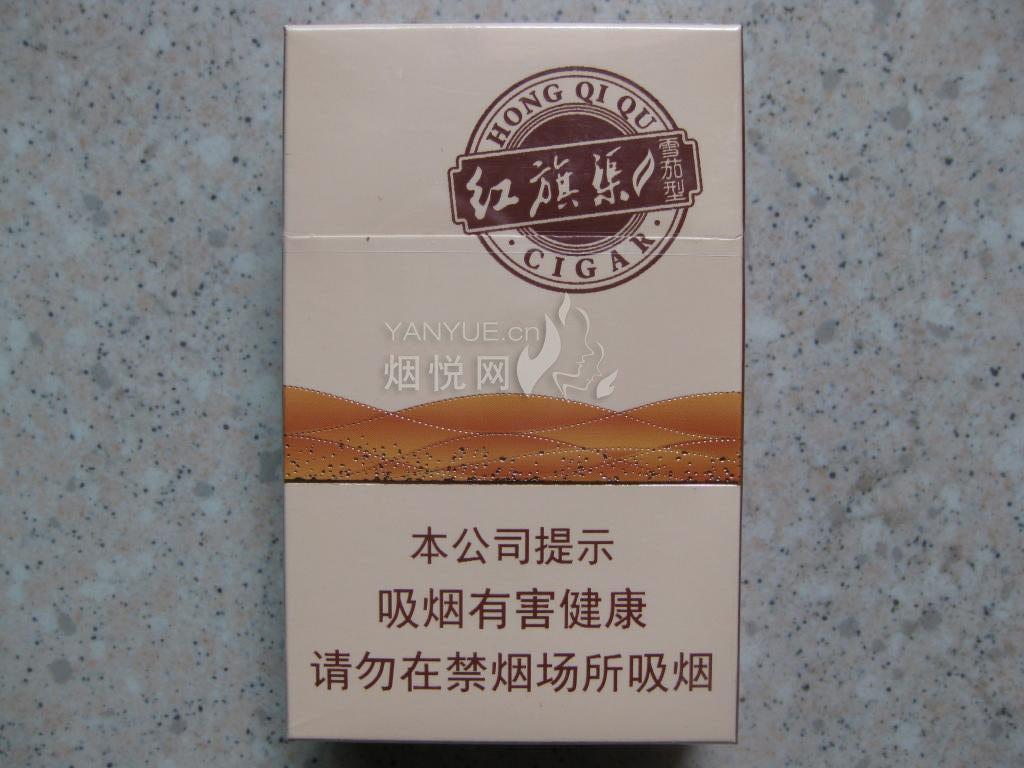 HONG QI QU
红旗渠
雪茄型
CIGAR
YANYUE.cn
烟悦网
本公司提示
吸烟有害健康
请勿在禁烟场所吸烟